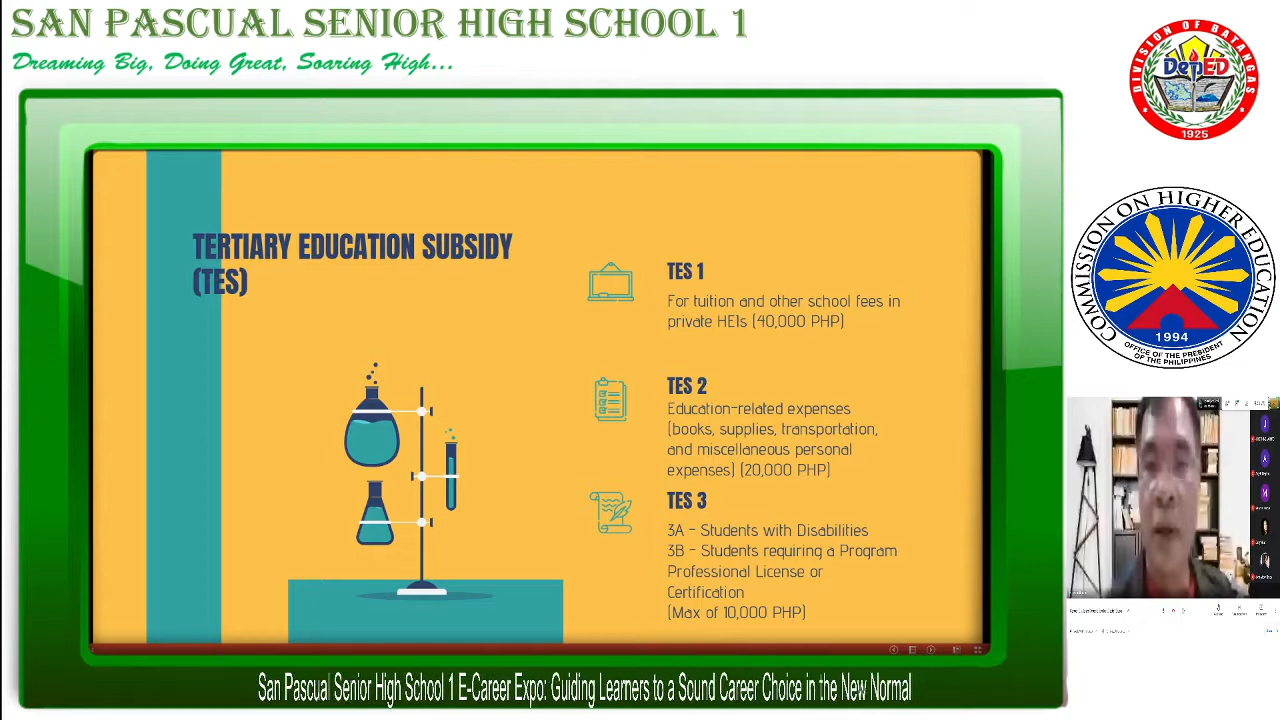 SAN PASCUAL SENIOR HIGH SCHOOL 1
Dreaming Big, Doing Great, Soaring High...
DIVISION OF BATANGAS
DepED
1925
COMMISSION ON HIGHER EDUCATION
1994
OFFICE OF THE PRESIDENT
OF THE PHILIPPINES
TERTIARY EDUCATION SUBSIDY
(TES)
TES 1
For tuition and other school fees in
private HEIs (40,000 PHP)
TES 2
Education-related expenses
(books, supplies, transportation,
and miscellaneous personal
expenses) (20,000 PHP)
TES 3
3A - Students with Disabilities
3B - Students requiring a Program
Professional License or
Certification
(Max of 10,000 PHP)
San Pascual Senior High School 1 E-Career Expo: Guiding Learners to a Sound Career Choice in the New Normal